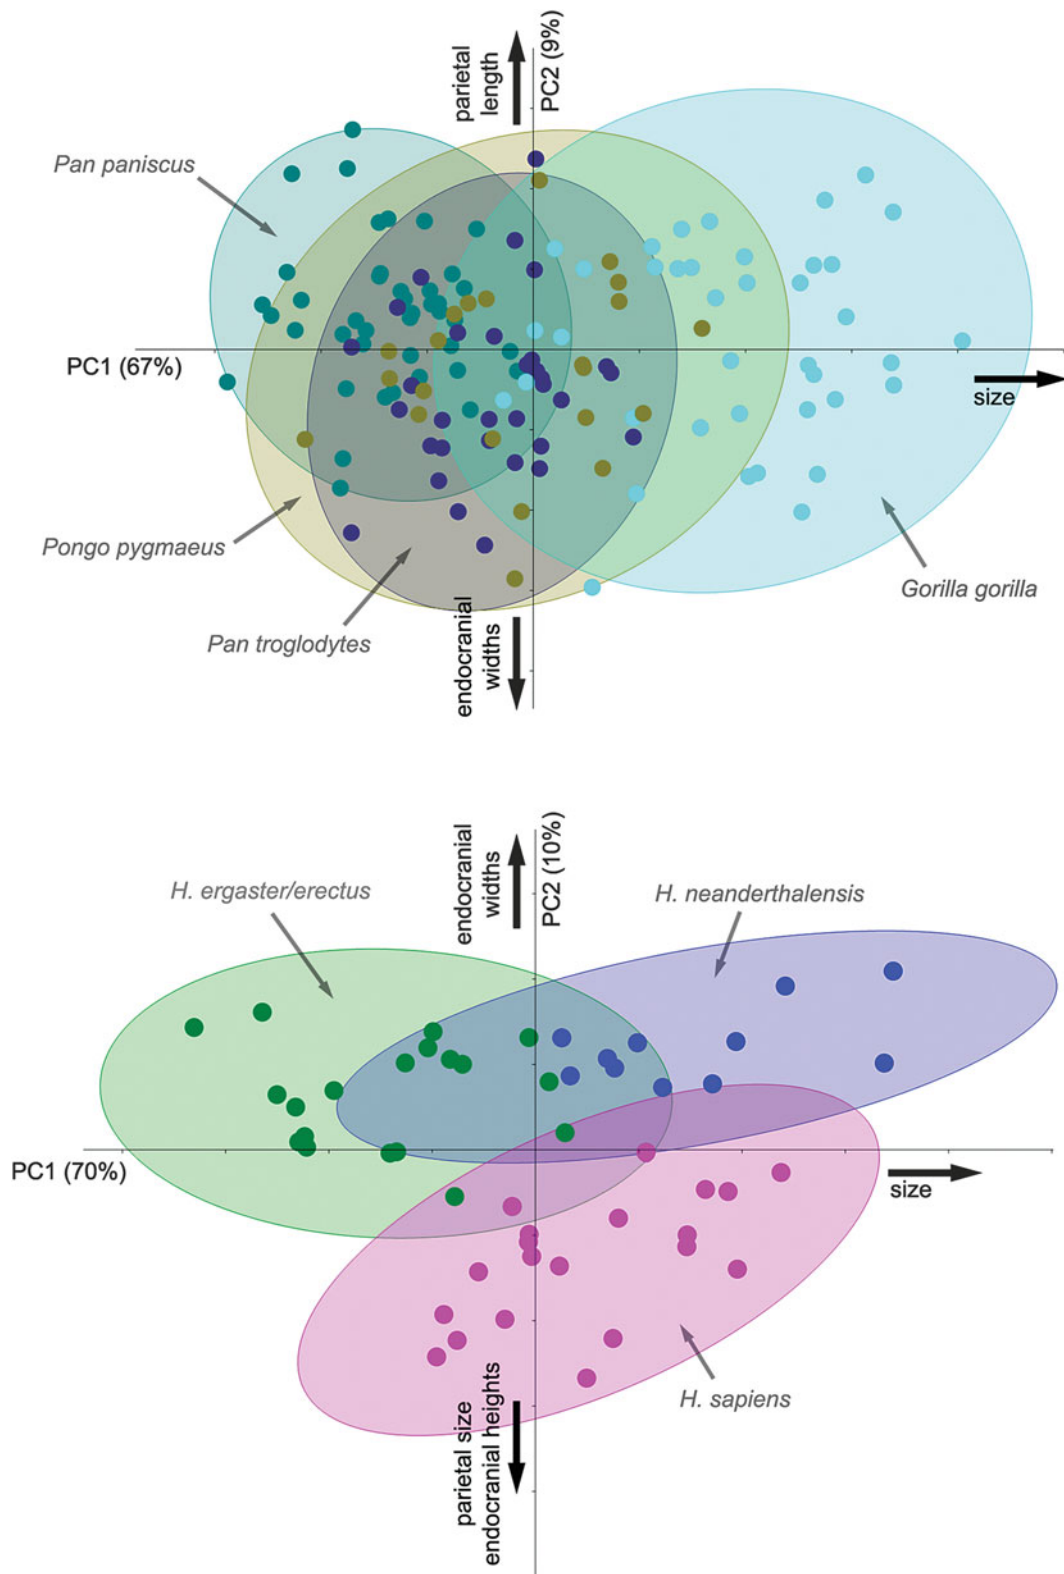 parietal
length
PC2 (9%)
Pan paniscus
PC1 (67%)
size
Pongo pygmaeus
Gorilla gorilla
Pan troglodytes
endocranial
widths
endocranial
widths
PC2 (10%)
H. ergaster/erectus
H. neanderthalensis
PC1 (70%)
size
H. sapiens
parietal size
endocranial heights